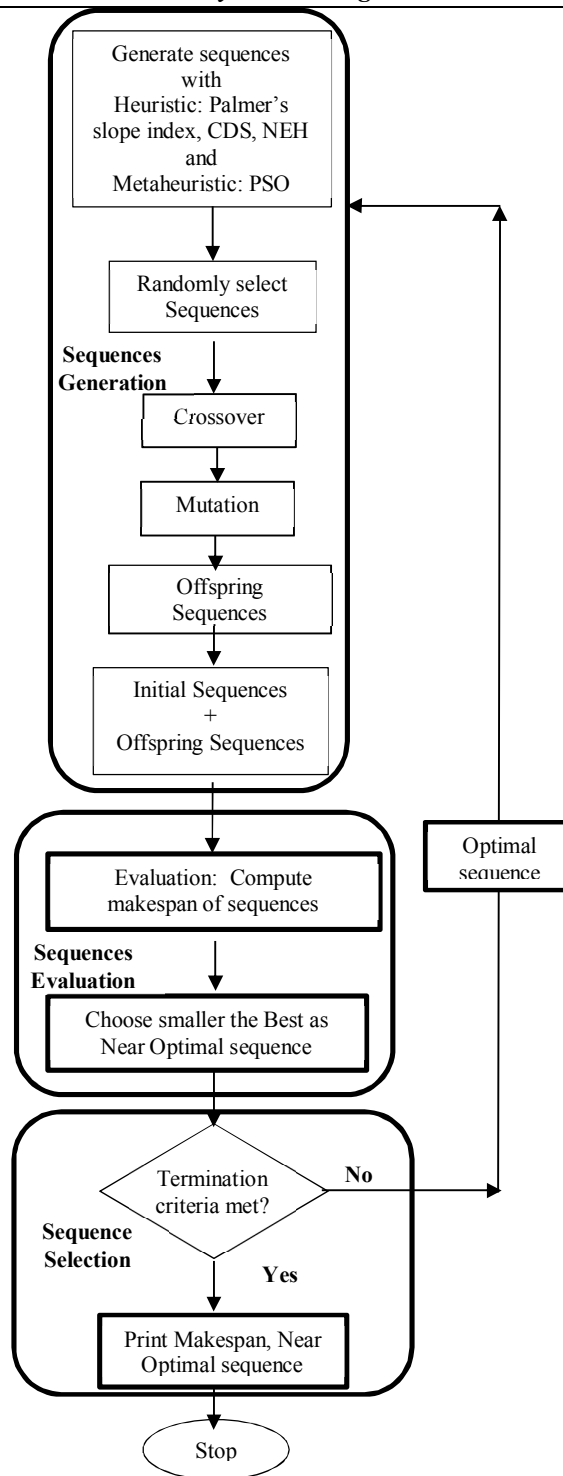 Generate sequences
with
Heuristic: Palmer's
slope index, CDS, NEH
and
Metaheuristic: PSO
Randomly select
Sequences
Sequences
Generation
Crossover
Mutation
Offspring
Sequences
Initial Sequences
+
Offspring Sequences
Optimal
sequence
Evaluation: Compute
makespan of sequences
Sequences
Evaluation
Choose smaller the Best as
Near Optimal sequence
No
Termination
criteria met?
Sequence
Selection
Yes
Print Makespan, Near
Optimal sequence
Stop